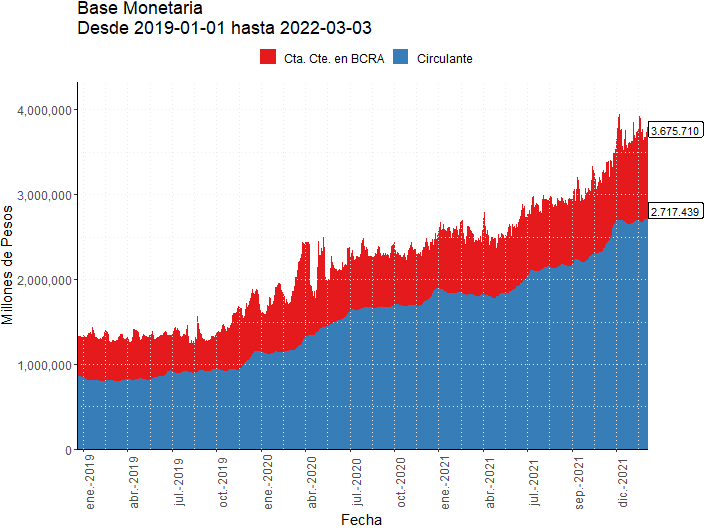 Base Monetaria
Desde 2019-01-01 hasta 2022-03-03
Cta. Cte. en BCRA
Circulante
Millones de Pesos
4,000,000
3,000,000
2,000,000
1,000,000
0
3.675.710
2.717.439
ene.-2019
abr.-2019
jul.-2019
oct.-2019
ene.-2020
abr.-2020
jul.-2020
oct.-2020
ene.-2021
abr.-2021
jul.-2021
sep.-2021
dic.-2021
Fecha